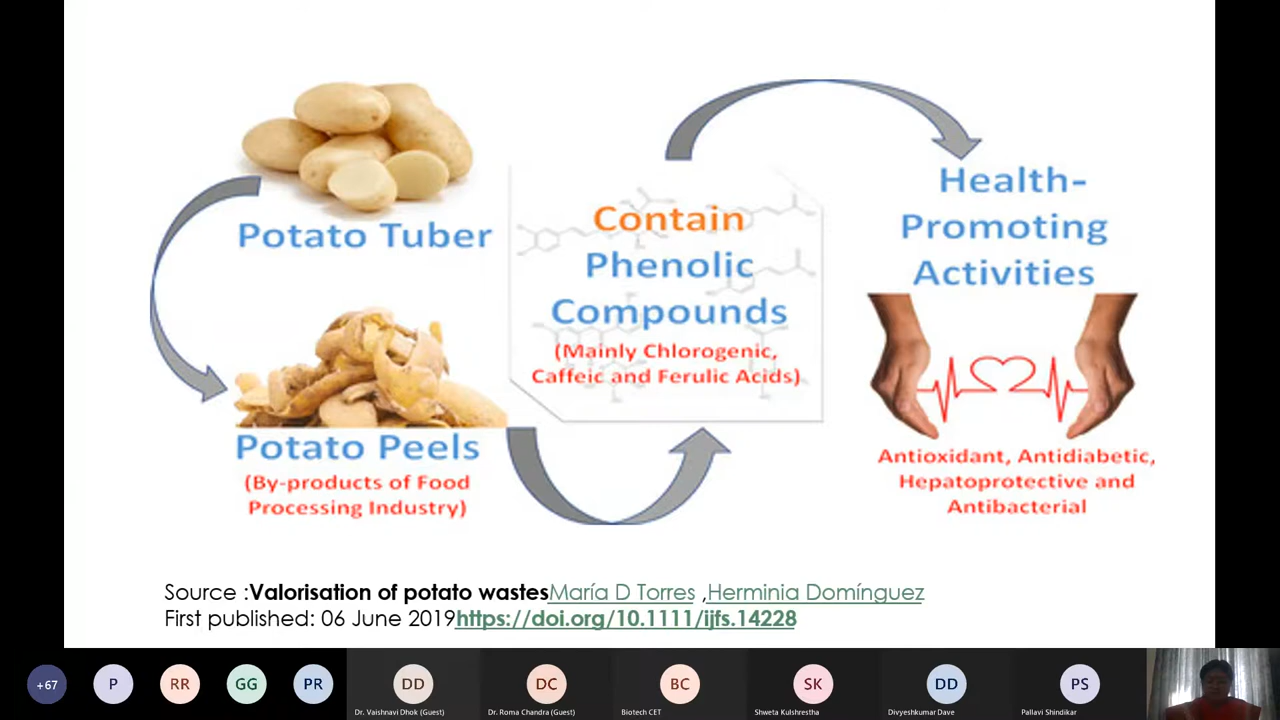 Potato Tuber
Potato Peels
(By-products of Food
Processing Industry)
Contain
Phenolic
Compounds
(Mainly Chlorogenic,
Caffeic and Ferulic Acids)
Health-
Promoting
Activities
Antioxidant, Antidiabetic,
Hepatoprotective and
Antibacterial
Source :Valorisation of potato wastesMaría D Torres ,Herminia Domínguez
First published: 06 June 2019https://doi.org/10.1111/ijfs.14228
+67
P
RR
GG
PR
DD
DC
BC
SK
DD
PS
Dr. Vaishnavi Dhok (Guest)
Dr. Roma Chandra (Guest)
Biotech CET
Shweta Kulshrestha
Divyeshkumar Dave
Pallavi Shindikar